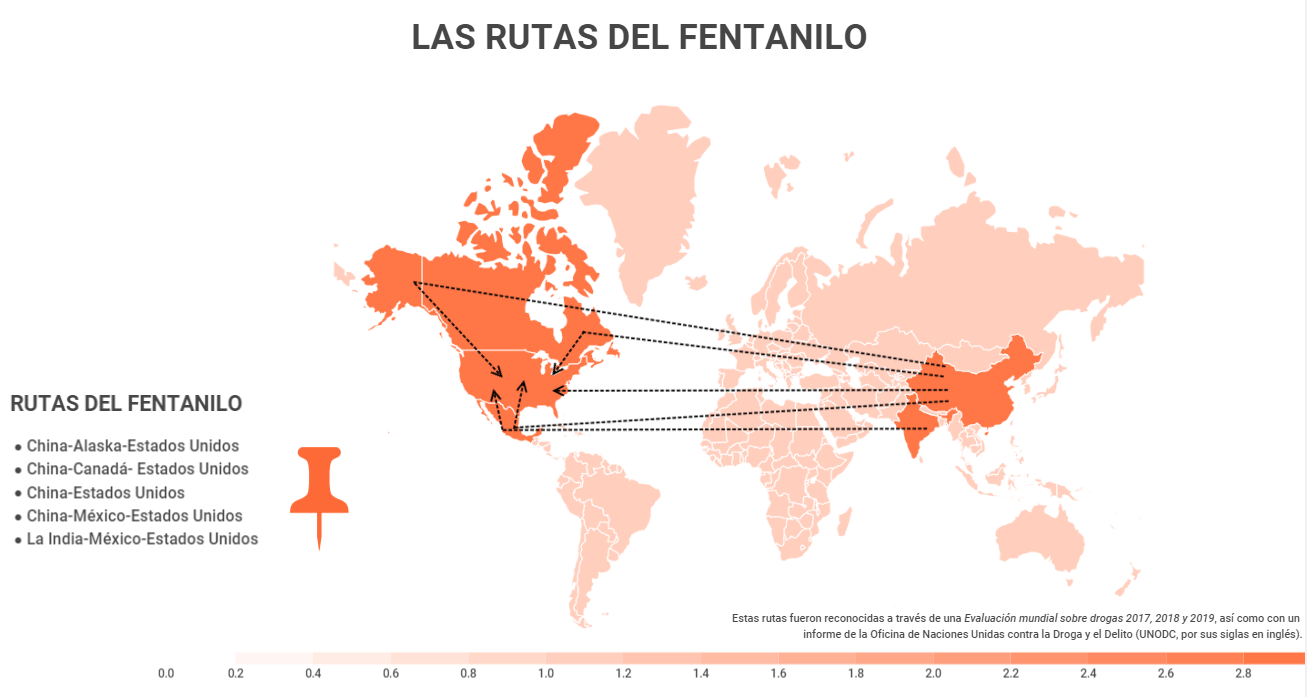 LAS RUTAS DEL FENTANILO
RUTAS DEL FENTANILO
• China-Alaska-Estados Unidos
• China-Canadá- Estados Unidos
• China-Estados Unidos
• China-México-Estados Unidos
• La India-México-Estados Unidos
Estas rutas fueron reconocidas a través de una Evaluación mundial sobre drogas 2017, 2018 y 2019, así como con un
informe de la Oficina de Naciones Unidas contra la Droga y el Delito (UNODC, por sus siglas en inglés).
0.0 0.2 0.4 0.6 0.8 1.0 1.2 1.4 1.6 1.8 2.0 2.2 2.4 2.6 2.8